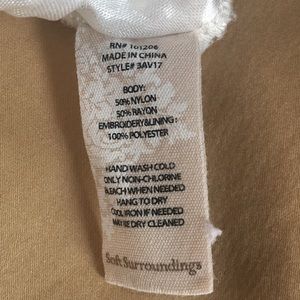 RN# 101206
MADE IN CHINA
STYLE# 3AV17
BODY:
50% NYLON
50% RAYON
EMBROIDERY&LINING:
100% POLYESTER
HAND WASH COLD
ONLY NON-CHLORINE
BLEACH WHEN NEEDED
HANG TO DRY
COOL IRON IF NEEDED
MAY BE DRY CLEANED
Soft Surroundings